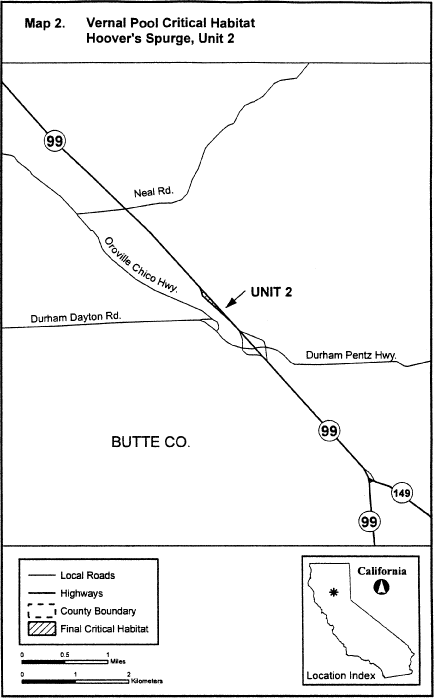 Map 2. Vernal Pool Critical Habitat
Hoover's Spurge, Unit 2
99
Neal Rd.
Oroville Chico Hwy.
UNIT 2
Durham Dayton Rd.
Durham Pentz Hwy.
BUTTE CO.
99
149
99
Local Roads
Highways
County Boundary
Final Critical Habitat
0 0.5 1
Miles
0 1 2
Kilometers
California
Location Index